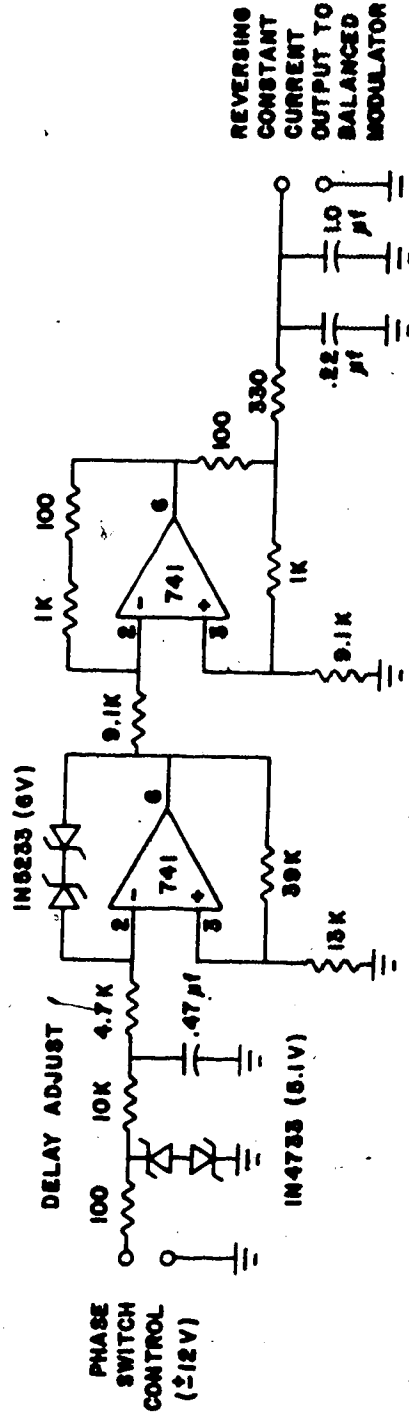 PHASE
SWITCH
CONTROL
(±12V)
100
DELAY ADJUST
10K
4.7K
.47 µf
IN4733 (5.1V)
IN5233 (6V)
2
-
741
+
3
6
39K
13K
9.1K
1K
100
2
-
741
+
3
6
100
1K
9.1K
330
.22
µf
1.0
µf
REVERSING
CONSTANT
CURRENT
OUTPUT TO
BALANCED
MODULATOR